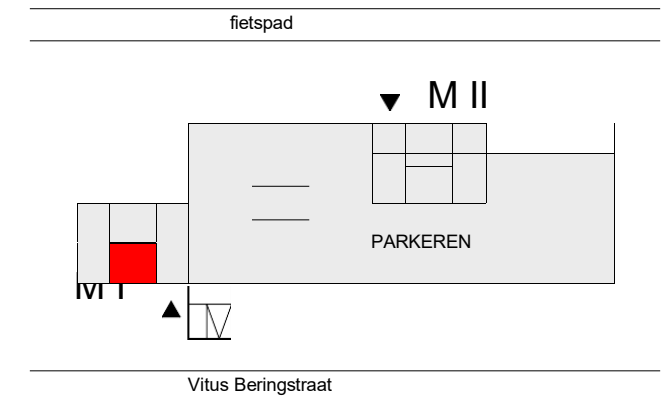 fietspad
M II
PARKEREN
M I
Vitus Beringstraat